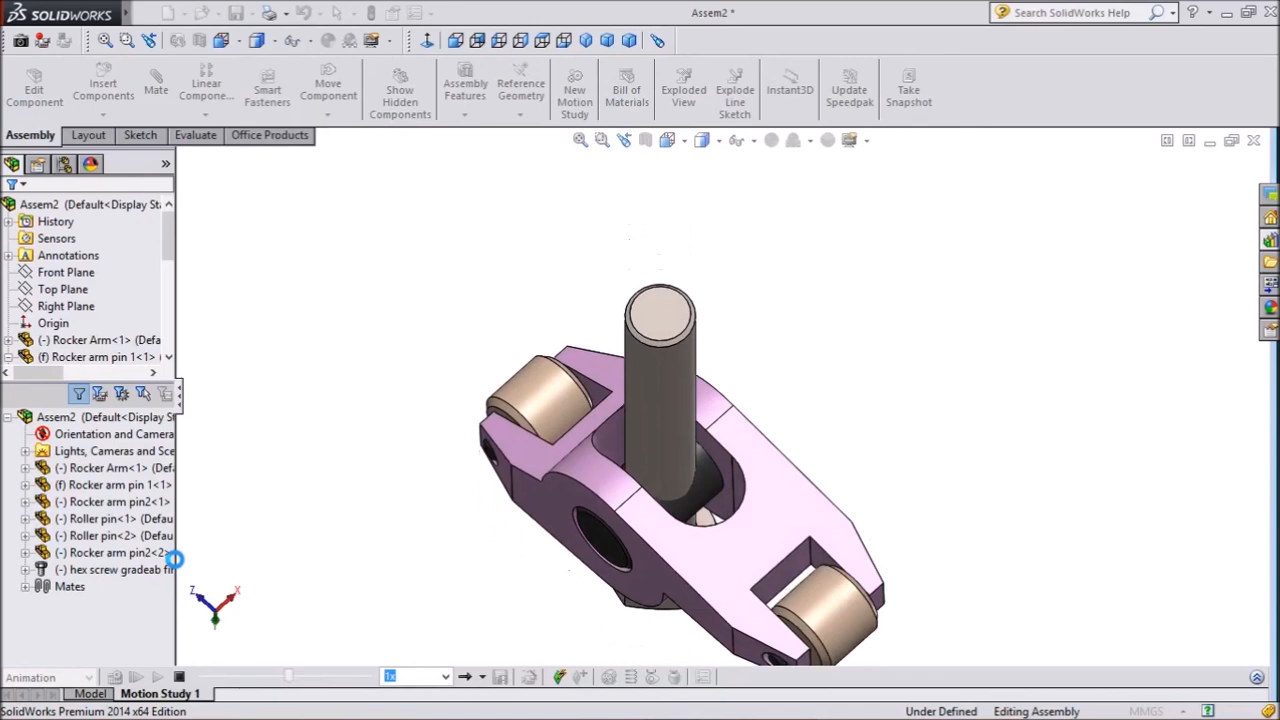 SOLIDWORKS
Assem2 *
Search SolidWorks Help
Edit Component
Insert Components
Mate
Linear Compone...
Smart Fasteners
Move Component
Show Hidden Components
Assembly Features
Reference Geometry
New Motion Study
Bill of Materials
Exploded View
Explode Line Sketch
Instant3D
Update Speedpak
Take Snapshot
Assembly
Layout
Sketch
Evaluate
Office Products
Assem2 (Default<Display Sta
History
Sensors
Annotations
Front Plane
Top Plane
Right Plane
Origin
(-) Rocker Arm<1> (Defau
(f) Rocker arm pin 1<1> (
Assem2 (Default<Display St
Orientation and Camera
Lights, Cameras and Sce
(-) Rocker Arm<1> (Defa
(f) Rocker arm pin 1<1>
(-) Rocker arm pin2<1>
(-) Roller pin<1> (Defau
(-) Roller pin<2> (Defau
(-) Rocker arm pin2<2>
(-) hex screw gradeab fin
Mates
Z
X
Y
Animation
1x
Model
Motion Study 1
SolidWorks Premium 2014 x64 Edition
Under Defined
Editing Assembly
MMGS